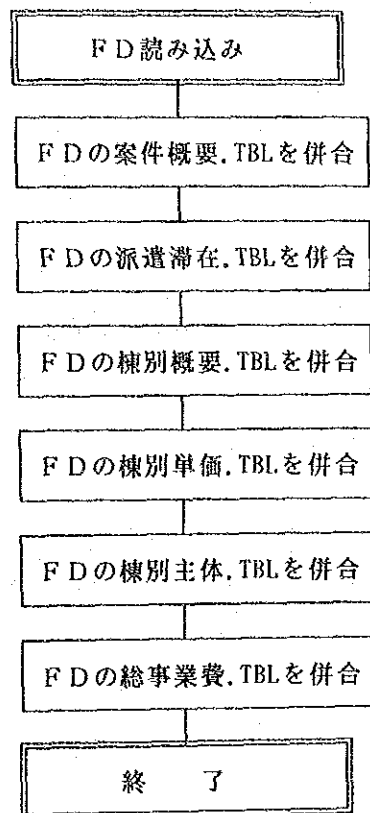 ＦＤ読み込み
ＦＤの案件概要.TBLを併合
ＦＤの派遣滞在.TBLを併合
ＦＤの棟別概要.TBLを併合
ＦＤの棟別単価.TBLを併合
ＦＤの棟別主体.TBLを併合
ＦＤの総事業費.TBLを併合
終　　了